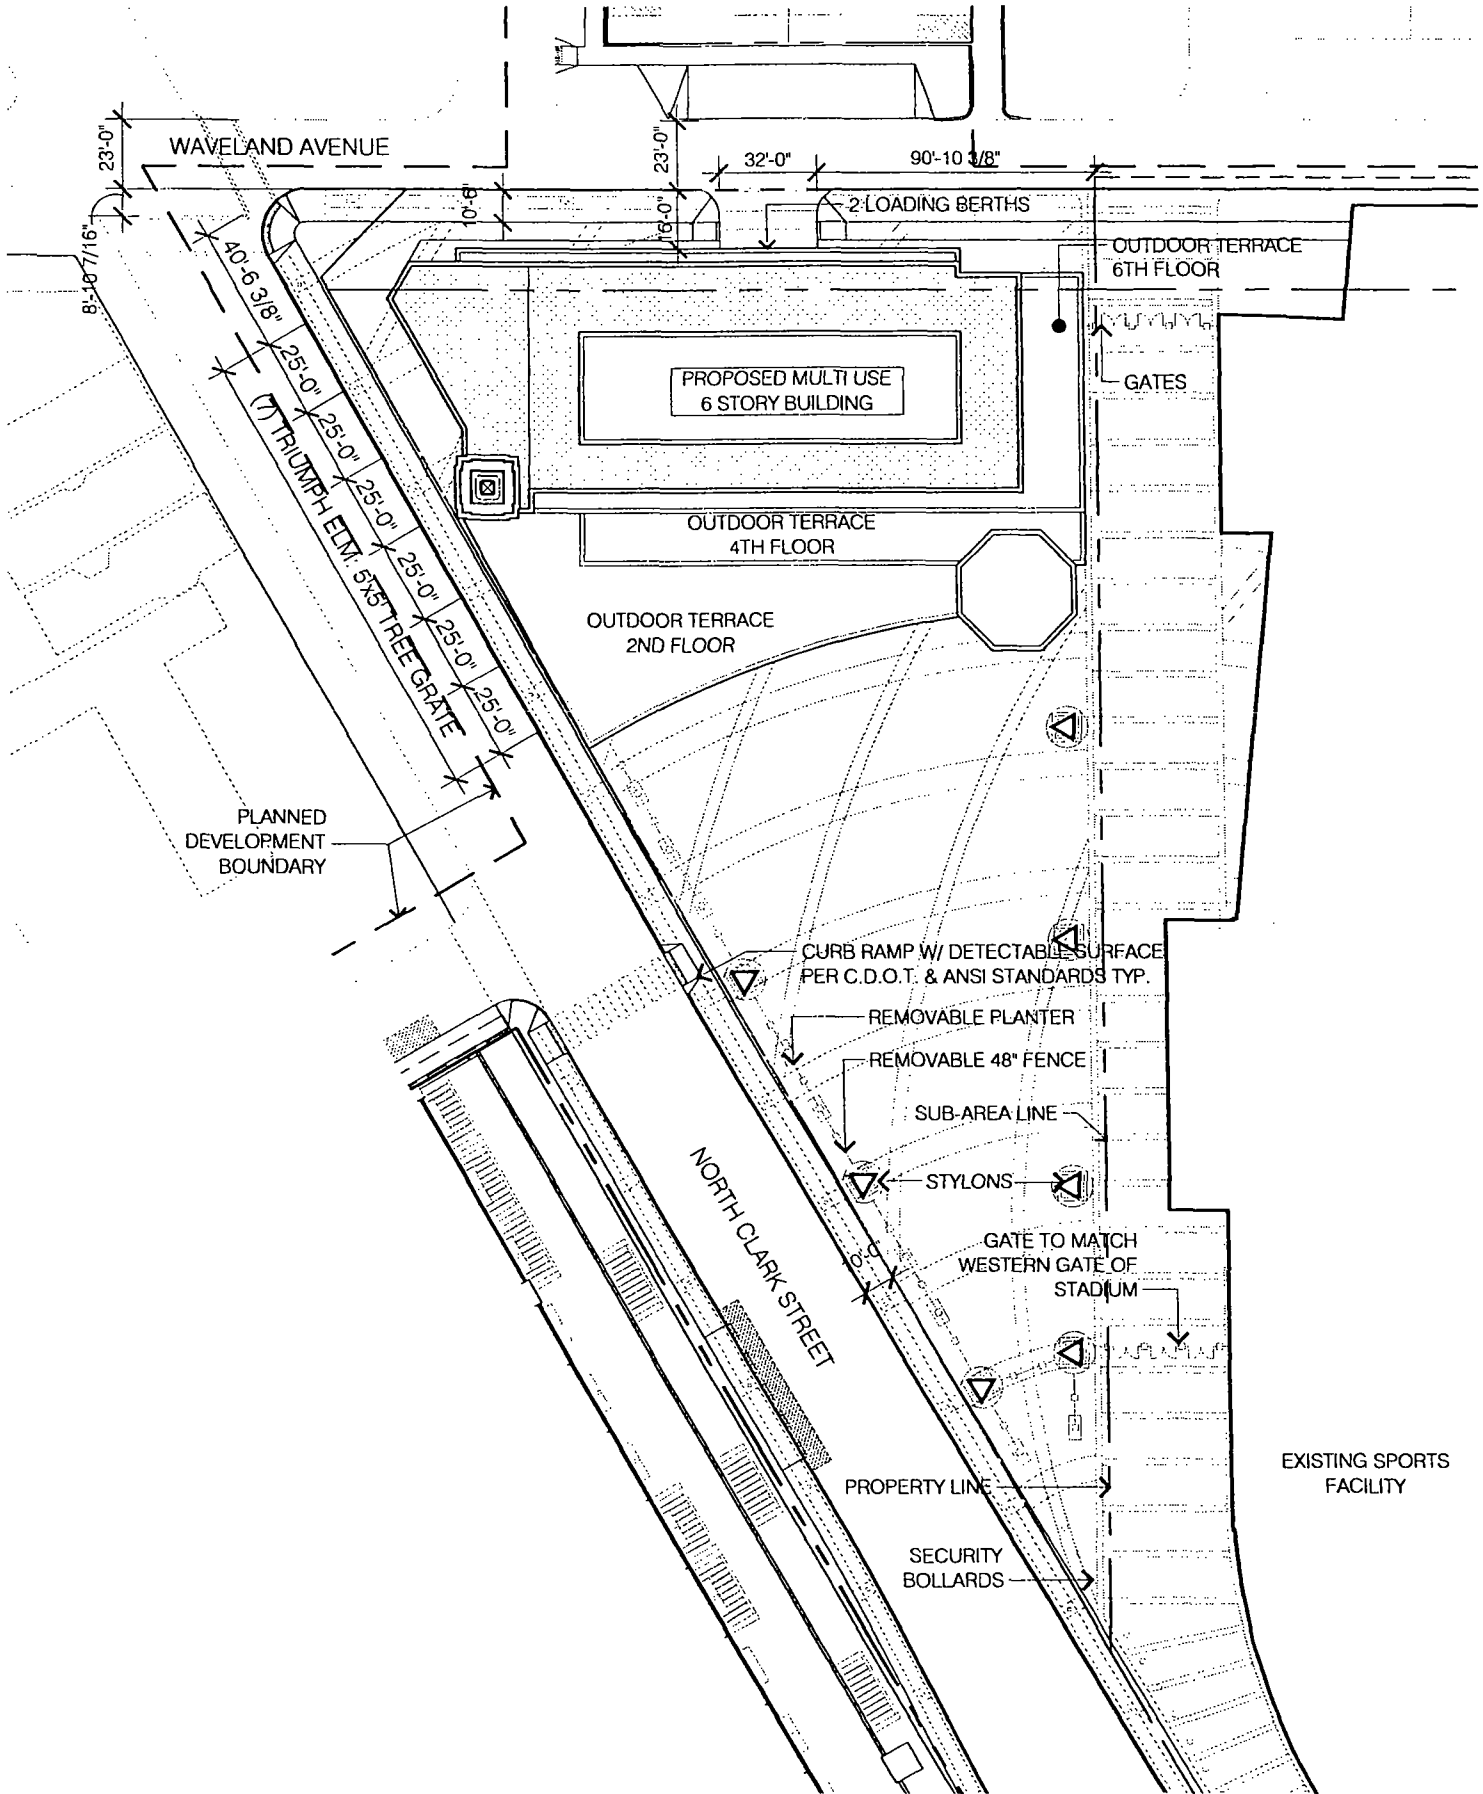 WAVELAND AVENUE
23'-0"
23'-0"
32'-0"
90'-10 3/8"
10'-6"
16'-0"
2 LOADING BERTHS
8'-10 7/16"
40'-6 3/8"
OUTDOOR TERRACE
6TH FLOOR
GATES
PROPOSED MULTI USE
6 STORY BUILDING
25'-0"
25'-0"
25'-0"
25'-0"
25'-0"
25'-0"
(7) TRIUMPH ELM: 5'x5' TREE GRATE
OUTDOOR TERRACE
4TH FLOOR
OUTDOOR TERRACE
2ND FLOOR
PLANNED
DEVELOPMENT
BOUNDARY
CURB RAMP W/ DETECTABLE SURFACE
PER C.D.O.T. & ANSI STANDARDS TYP.
REMOVABLE PLANTER
REMOVABLE 48" FENCE
SUB-AREA LINE
STYLONS
NORTH CLARK STREET
GATE TO MATCH
WESTERN GATE OF
STADIUM
PROPERTY LINE
EXISTING SPORTS
FACILITY
SECURITY
BOLLARDS